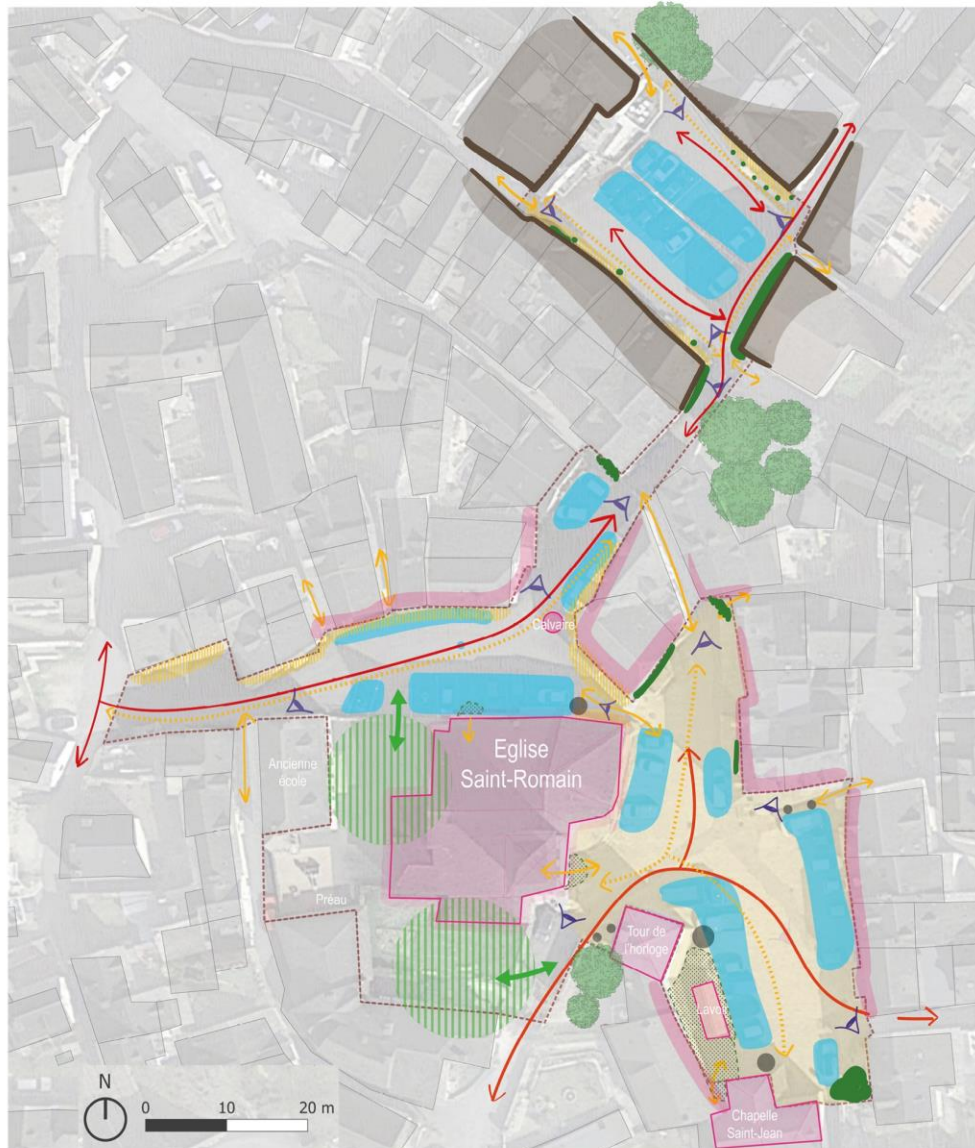 Calvaire
Eglise
Saint-Romain
Ancienne
école
Préau
Tour de
l'horloge
Lavoir
Chapelle
Saint-Jean
N
0 10 20 m